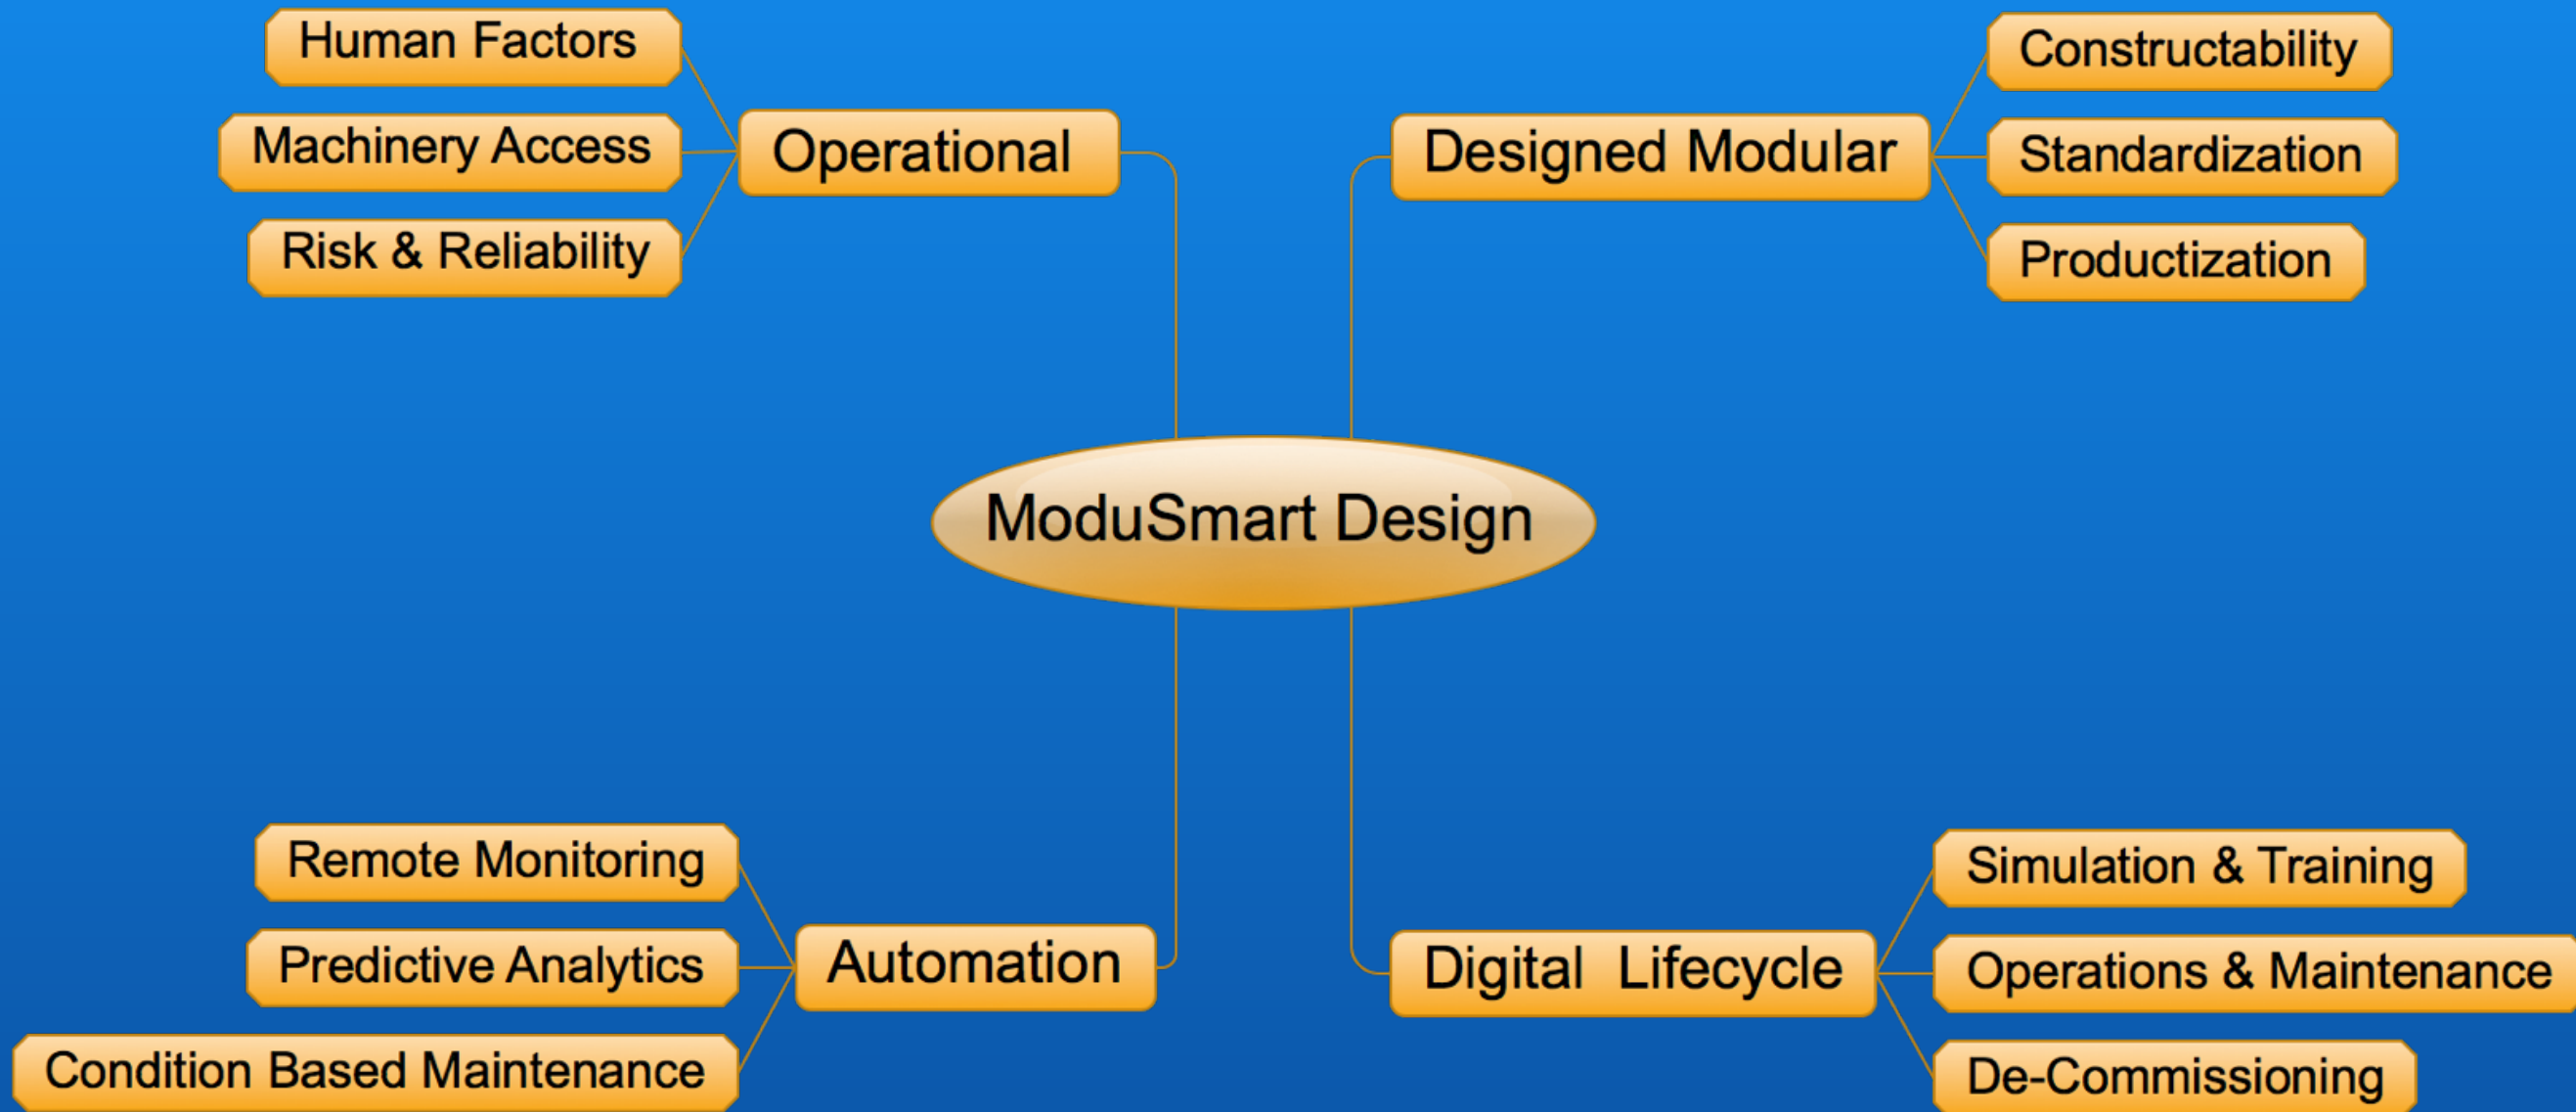 Human Factors
Machinery Access
Risk & Reliability
Operational
Designed Modular
Constructability
Standardization
Productization
ModuSmart Design
Remote Monitoring
Predictive Analytics
Condition Based Maintenance
Automation
Digital  Lifecycle
Simulation & Training
Operations & Maintenance
De-Commissioning